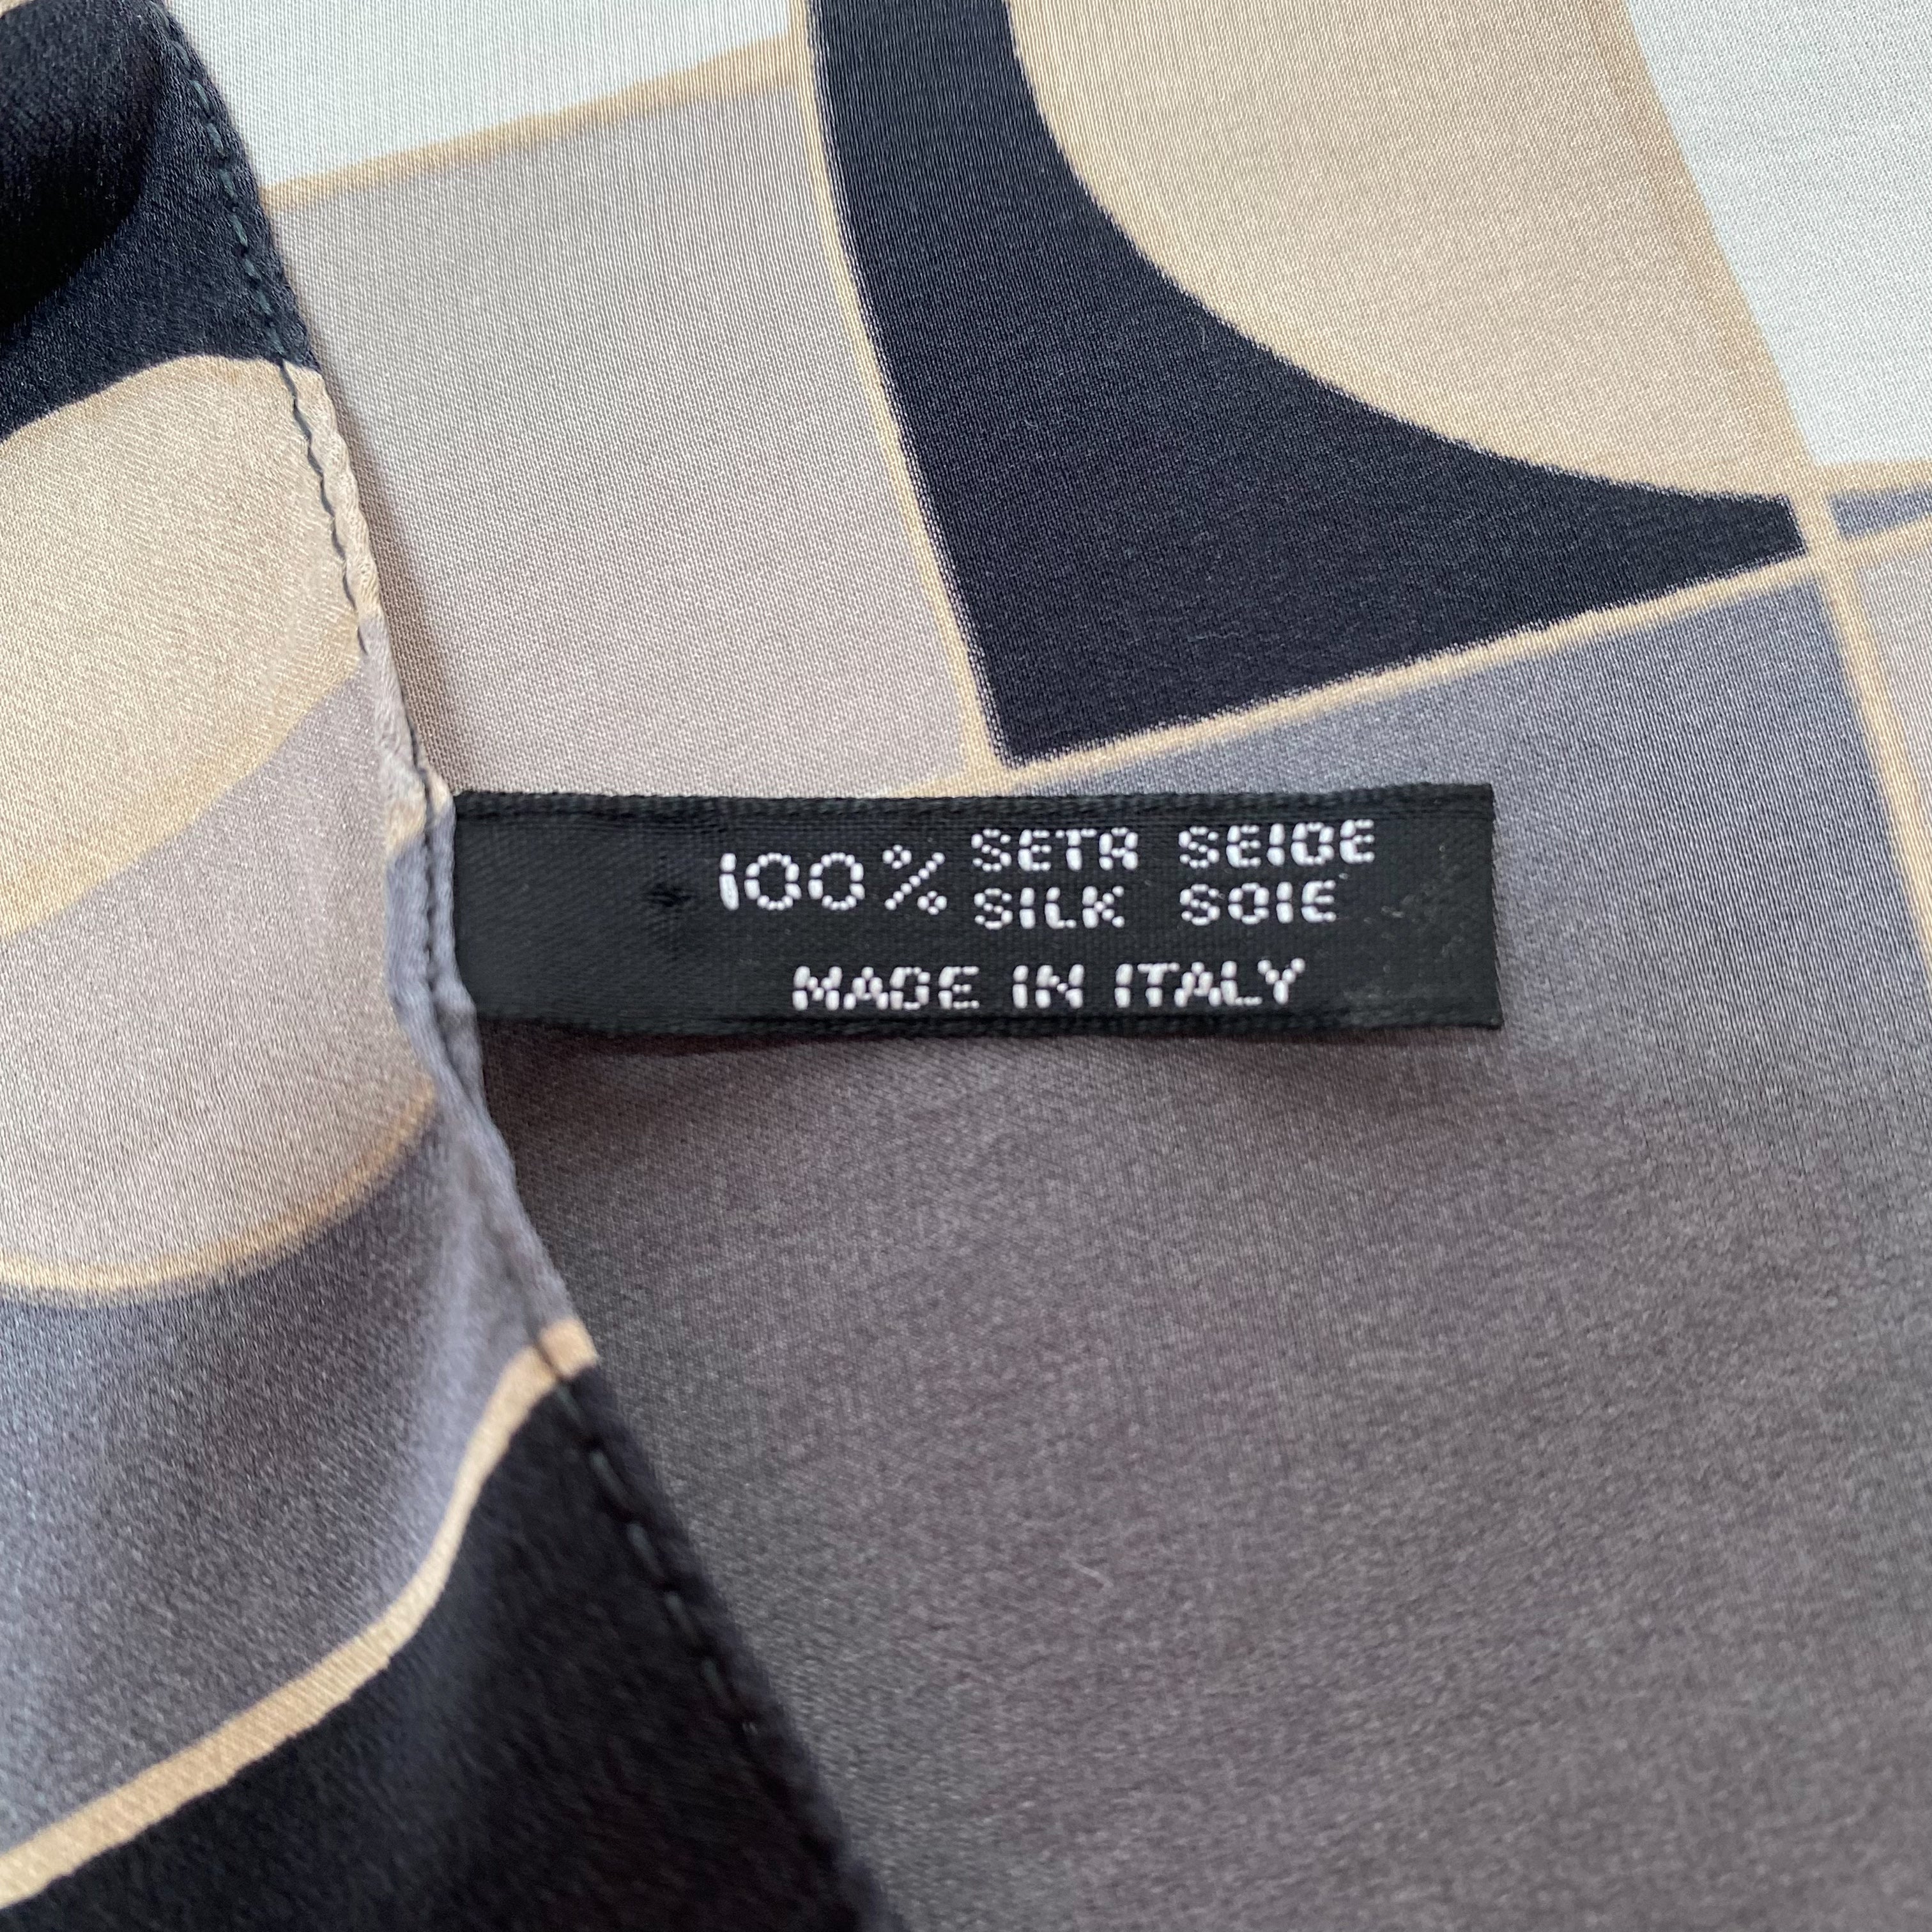 100% SETA SEIDE
SILK SOIE
MADE IN ITALY